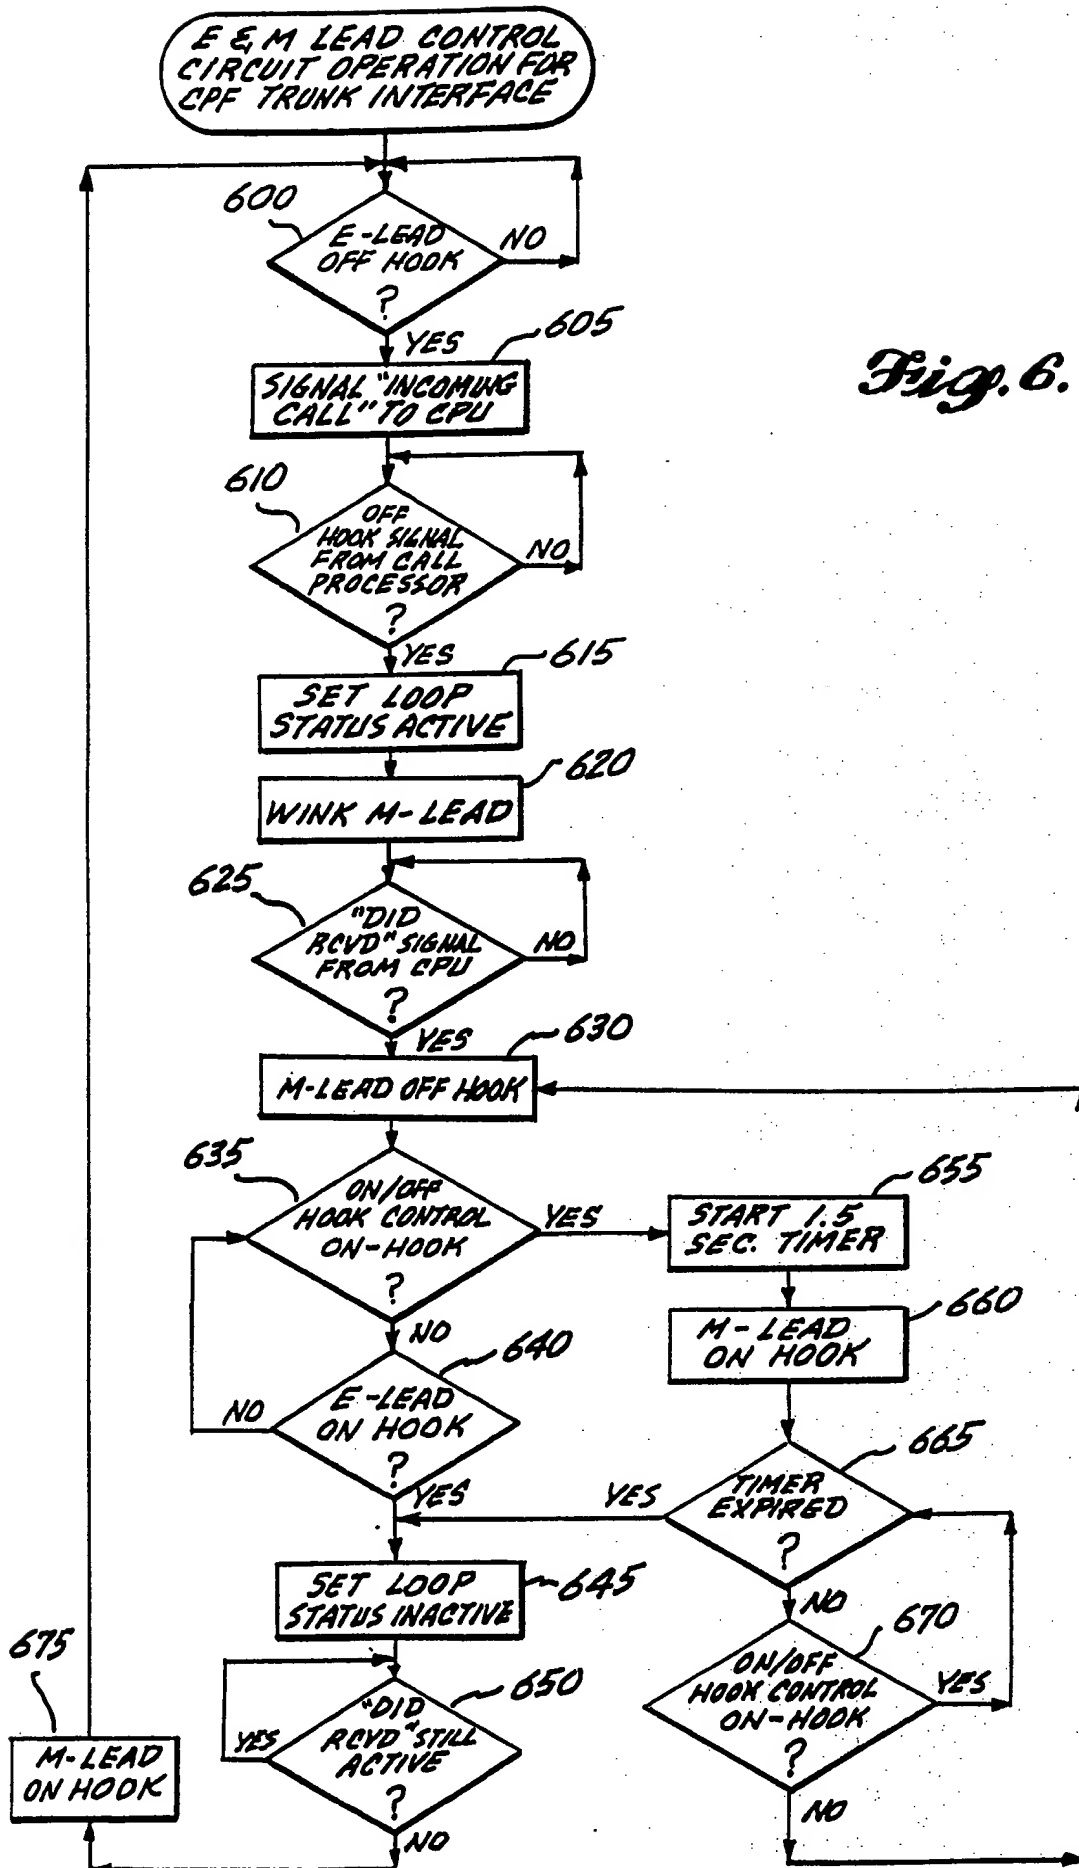 E & M LEAD CONTROL
CIRCUIT OPERATION FOR
CPF TRUNK INTERFACE
600
E-LEAD
OFF HOOK
?
NO
YES
605
SIGNAL "INCOMING
CALL" TO CPU
Fig. 6.
610
OFF
HOOK SIGNAL
FROM CALL
PROCESSOR
?
NO
YES
615
SET LOOP
STATUS ACTIVE
620
WINK M-LEAD
625
"DID
RCVD" SIGNAL
FROM CPU
?
NO
YES
630
M-LEAD OFF HOOK
635
ON/OFF
HOOK CONTROL
ON-HOOK
?
YES
NO
655
START 1.5
SEC. TIMER
660
M-LEAD
ON HOOK
640
E-LEAD
ON HOOK
?
NO
YES
665
TIMER
EXPIRED
?
YES
NO
645
SET LOOP
STATUS INACTIVE
670
ON/OFF
HOOK CONTROL
ON-HOOK
?
YES
NO
650
"DID
RCVD" STILL
ACTIVE
?
YES
NO
675
M-LEAD
ON HOOK